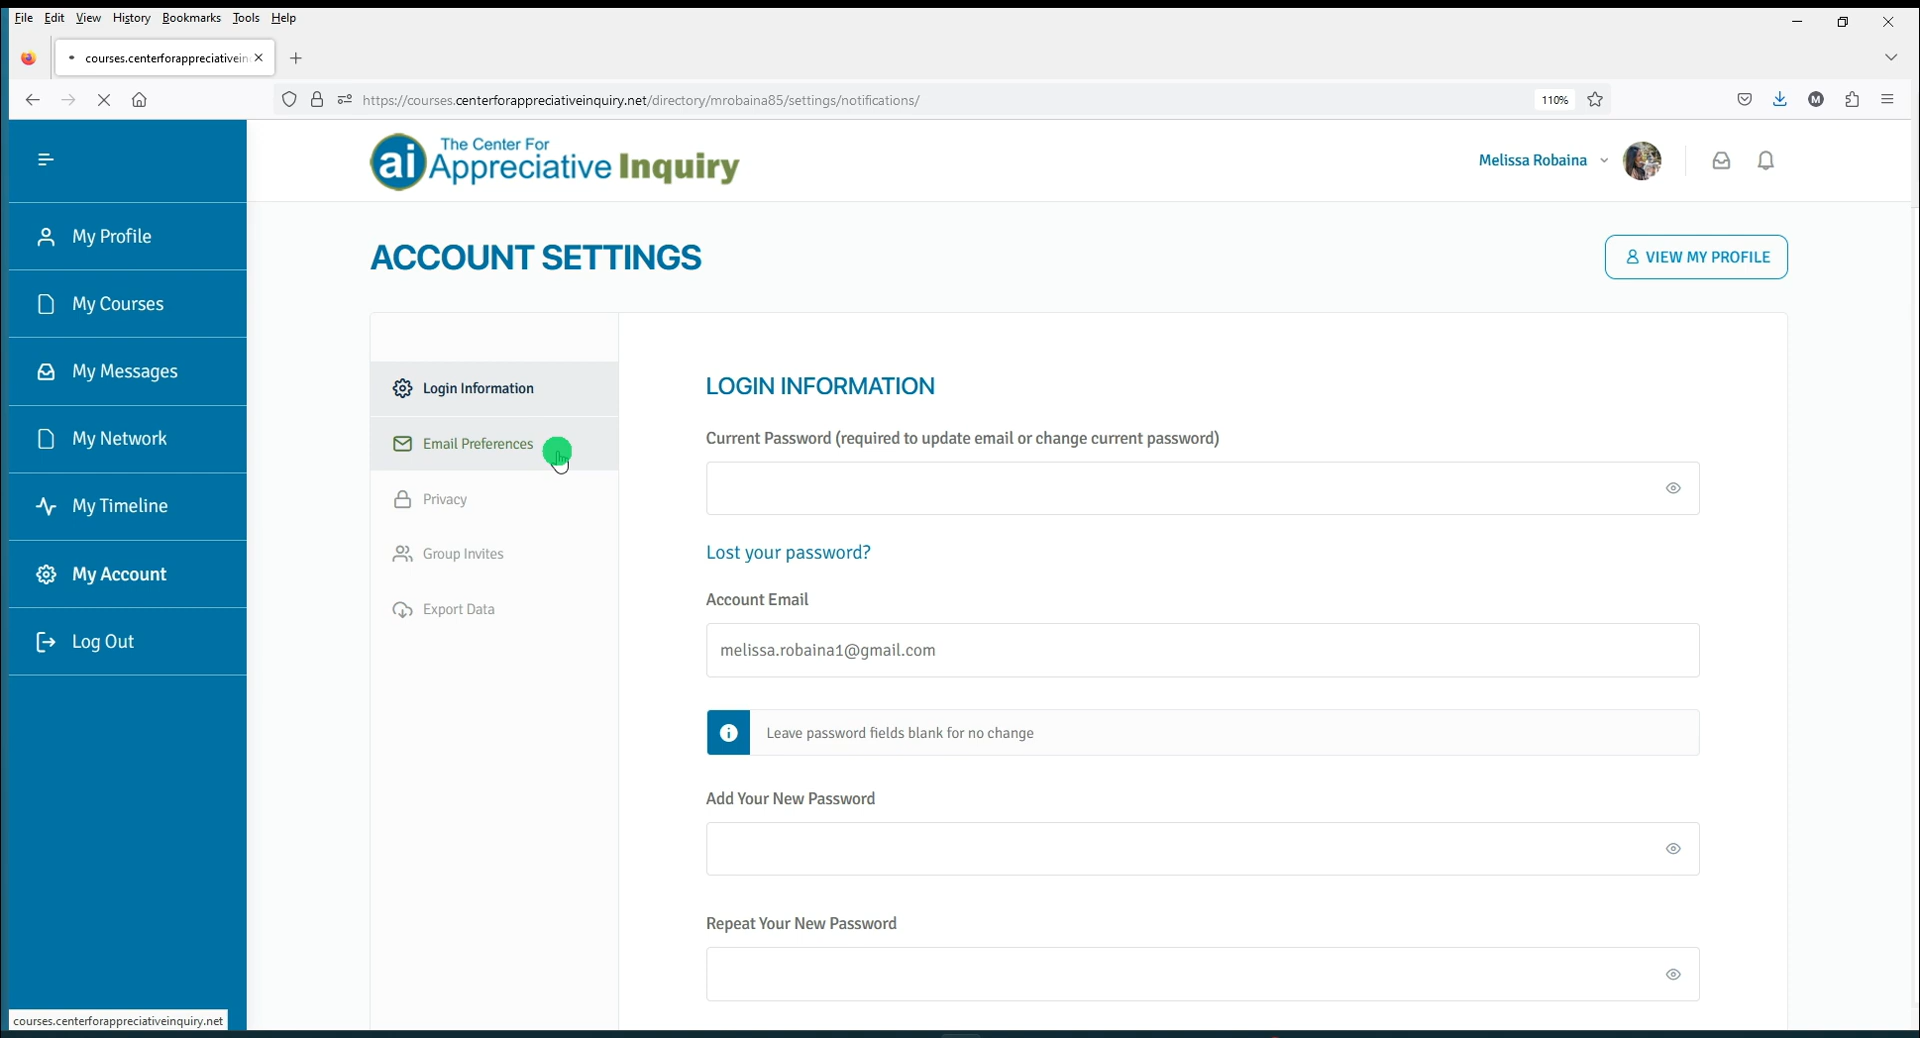 File Edit View History Bookmarks Tools Help
courses.centerforappreciativein
https://courses.centerforappreciativeinquiry.net/directory/mrobaina85/settings/notifications/
110%
M
ai The Center For
Appreciative Inquiry
Melissa Robaina
My Profile
My Courses
My Messages
My Network
My Timeline
My Account
Log Out
ACCOUNT SETTINGS
VIEW MY PROFILE
Login Information
Email Preferences
Privacy
Group Invites
Export Data
LOGIN INFORMATION
Current Password (required to update email or change current password)
Lost your password?
Account Email
melissa.robaina1@gmail.com
Leave password fields blank for no change
Add Your New Password
Repeat Your New Password
courses.centerforappreciativeinquiry.net